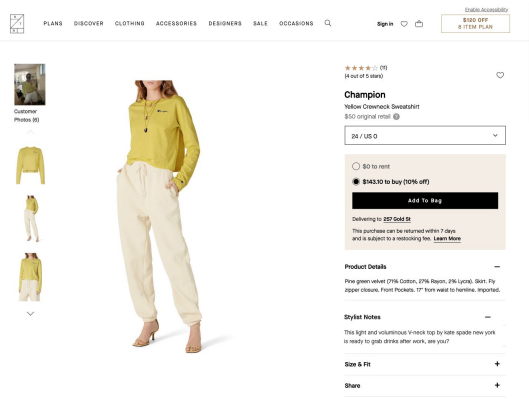 Enable Accessibility
PLANS DISCOVER CLOTHING ACCESSORIES DESIGNERS SALE OCCASIONS
Sign in
$120 OFF
8 ITEM PLAN
(11)
(4 out of 5 stars)
Customer
Photos (6)
Champion
Yellow Crewneck Sweatshirt
$50 original retail ?
24 / US 0
$0 to rent
$143.10 to buy (10% off)
Add To Bag
Delivering to 257 Gold St
This purchase can be returned within 7 days
and is subject to a restocking fee. Learn More
Product Details
Pine green velvet (71% Cotton, 27% Rayon, 2% Lycra). Skirt. Fly
zipper closure. Front Pockets. 17" from waist to hemline. Imported.
Stylist Notes
This light and voluminous V-neck top by kate spade new york
is ready to grab drinks after work, are you?
Size & Fit
Share